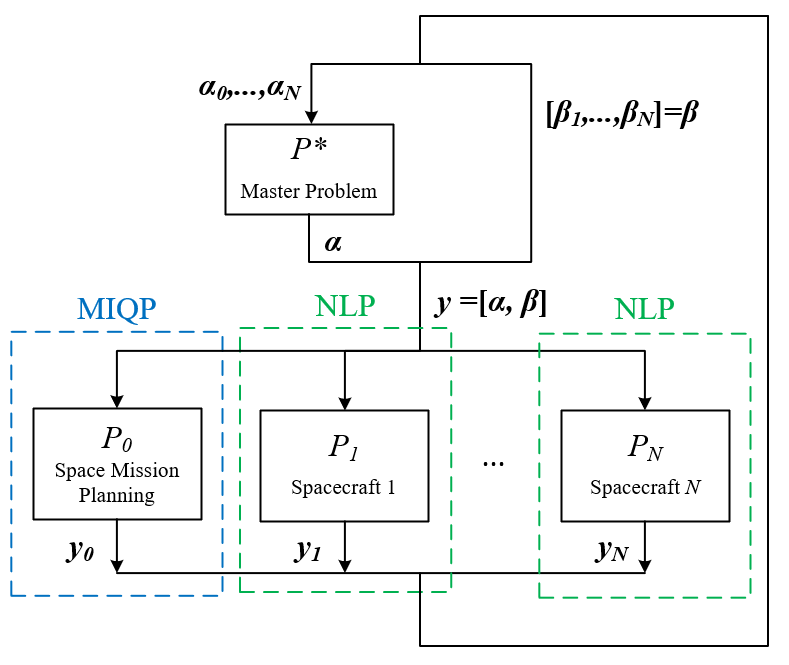 α0,...,αN
[β1,...,βN]=β
P*
Master Problem
α
y =[α, β]
MIQP
NLP
NLP
P0
Space Mission
Planning
P1
Spacecraft 1
...
PN
Spacecraft N
y0
y1
yN